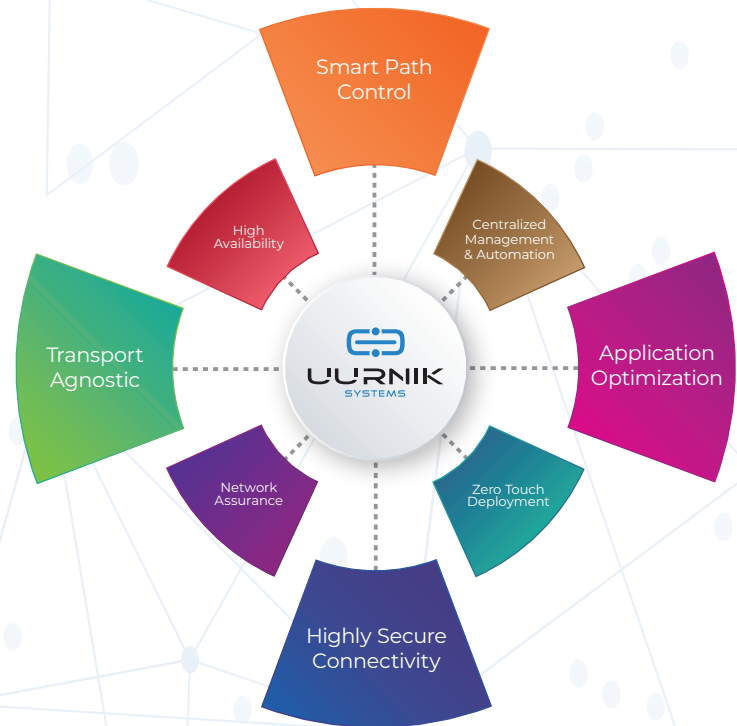 Smart Path
Control
High
Availability
Centralized
Management
& Automation
Transport
Agnostic
UURNIK
SYSTEMS
Application
Optimization
Network
Assurance
Zero Touch
Deployment
Highly Secure
Connectivity